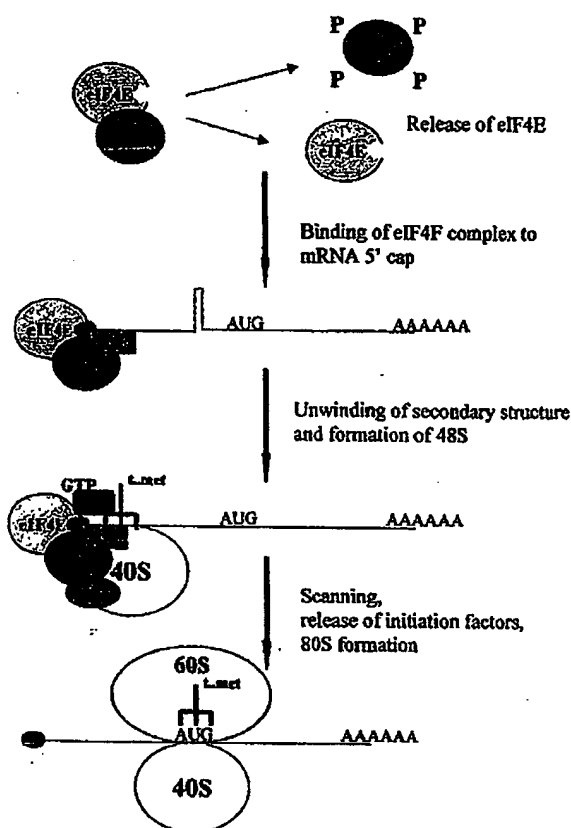 P P
eIF4E
P P
Release of eIF4E
eIF4E
Binding of eIF4F complex to
mRNA 5' cap
eIF4E
AUG
AAAAAA
Unwinding of secondary structure
and formation of 48S
GTP
t..met
eIF4E
AUG
AAAAAA
40S
Scanning,
release of initiation factors,
80S formation
60S
t..met
AUG
AAAAAA
40S